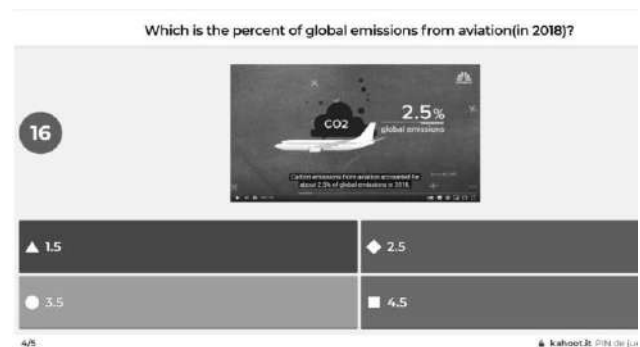 Which is the percent of global emissions from aviation(in 2018)?
16
CO2
2.5%
global emissions
Carbon emissions from aviation accounted for
about 2.5% of global emissions in 2018.
1.5
2.5
3.5
4.5
4/5
kahoot.it PIN de